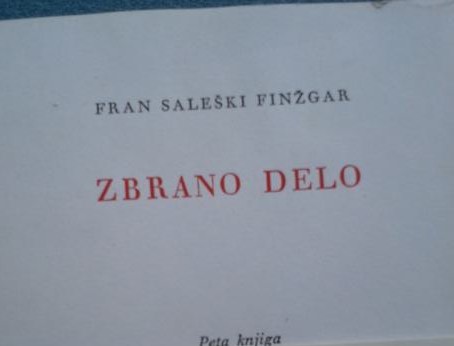 FRAN SALEŠKI FINŽGAR
ZBRANO DELO
Peta knjiga